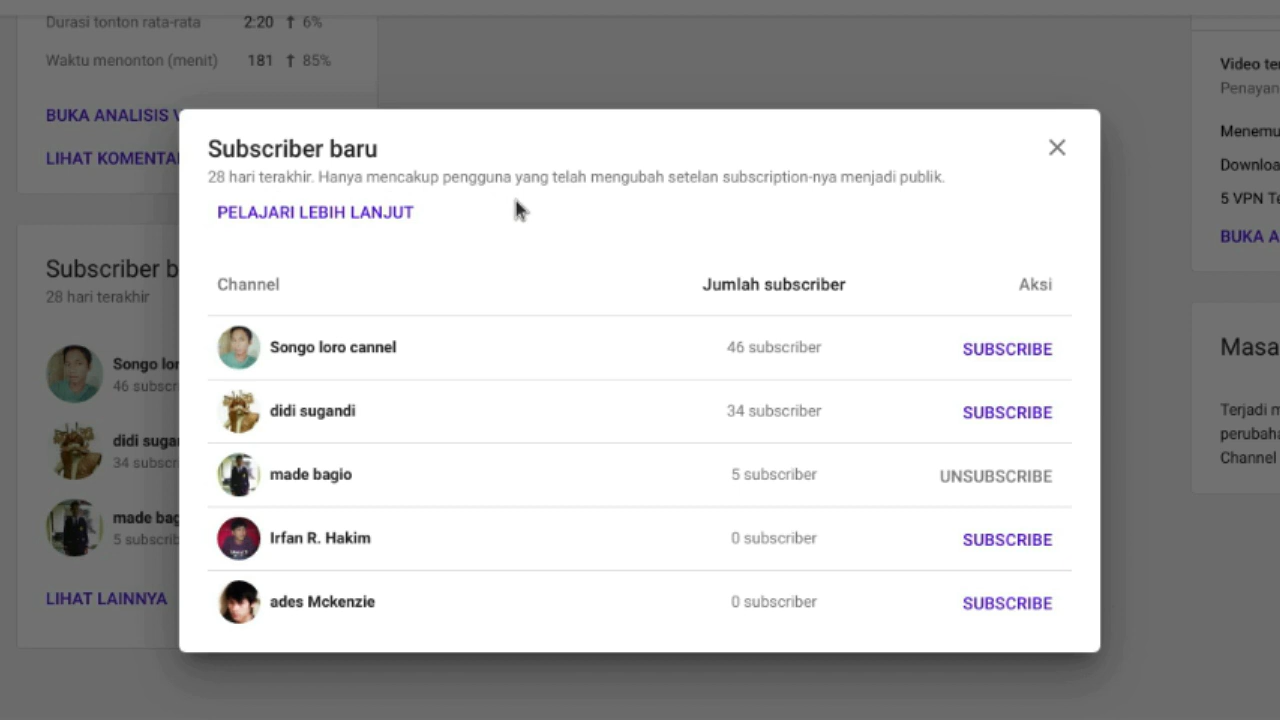 Durasi tonton rata-rata 2:20 ↑ 6%
Waktu menonton (menit) 181 ↑ 85%
BUKA ANALISIS
LIHAT KOMENTA
Subscriber b
28 hari terakhir
Songo lor
46 subscr
didi suga
34 subscr
made bag
5 subscrib
LIHAT LAINNYA
Subscriber baru
28 hari terakhir. Hanya mencakup pengguna yang telah mengubah setelan subscription-nya menjadi publik.
PELAJARI LEBIH LANJUT
Channel Jumlah subscriber Aksi
Songo loro cannel 46 subscriber SUBSCRIBE
didi sugandi 34 subscriber SUBSCRIBE
made bagio 5 subscriber UNSUBSCRIBE
Irfan R. Hakim 0 subscriber SUBSCRIBE
ades Mckenzie 0 subscriber SUBSCRIBE
Video te
Penayan
Menemu
Downloa
5 VPN Te
BUKA A
Masa
Terjadi m
perubaha
Channel